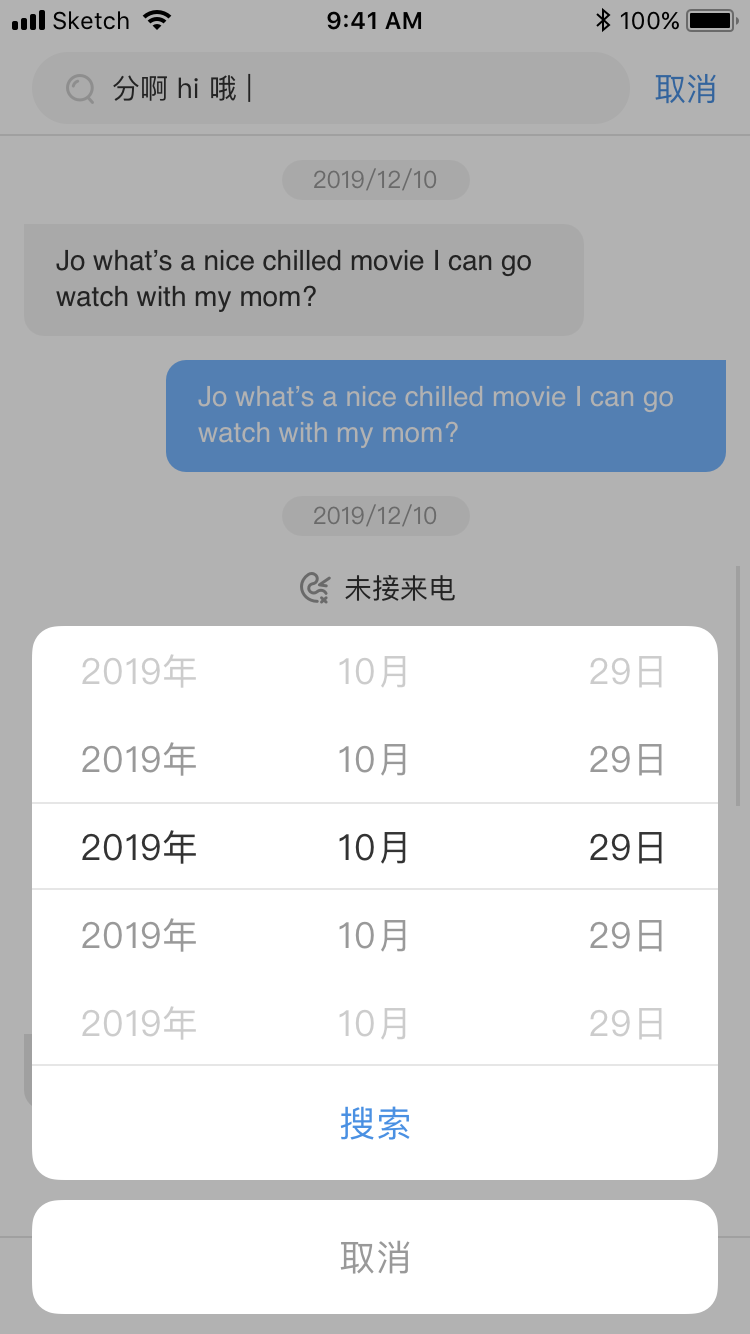 Sketch 9:41 AM 100%
分啊 hi 哦 取消
2019/12/10
Jo what’s a nice chilled movie I can go
watch with my mom?
Jo what’s a nice chilled movie I can go
watch with my mom?
2019/12/10
未接来电
2019年 10月 29日
2019年 10月 29日
2019年 10月 29日
2019年 10月 29日
2019年 10月 29日
搜索
取消